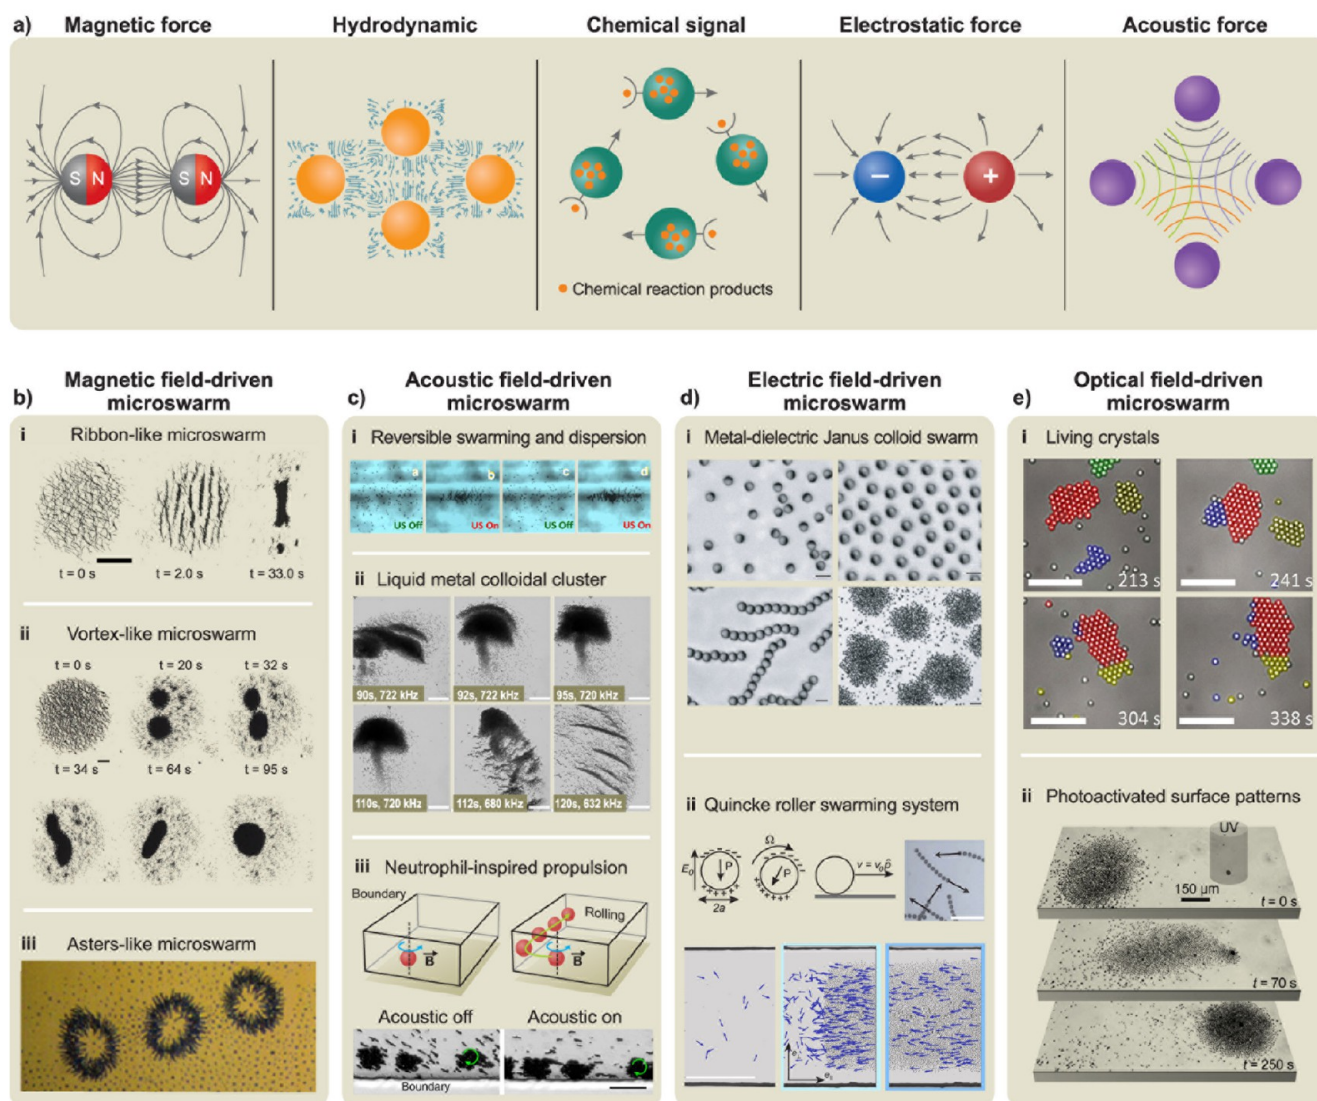 a)
Magnetic force
Hydrodynamic
Chemical signal
Electrostatic force
Acoustic force
S N S N
− +
Chemical reaction products
b)
Magnetic field-driven
microswarm
i Ribbon-like microswarm
t = 0 s t = 2.0 s t = 33.0 s
ii Vortex-like microswarm
t = 0 s t = 20 s t = 32 s
t = 34 s t = 64 s t = 95 s
iii Asters-like microswarm
c)
Acoustic field-driven
microswarm
i Reversible swarming and dispersion
a b c d
US Off US On US Off US On
ii Liquid metal colloidal cluster
90s, 722 kHz 92s, 722 kHz 95s, 720 kHz
110s, 720 kHz 112s, 680 kHz 120s, 632 kHz
iii Neutrophil-inspired propulsion
Boundary
Rolling
B B
Acoustic off Acoustic on
Boundary
d)
Electric field-driven
microswarm
i Metal-dielectric Janus colloid swarm
ii Quincke roller swarming system
E₀ P Ω P v = v₀p̂
2a
e)
Optical field-driven
microswarm
i Living crystals
213 s 241 s
304 s 338 s
ii Photoactivated surface patterns
UV
150 µm
t = 0 s
t = 70 s
t = 250 s